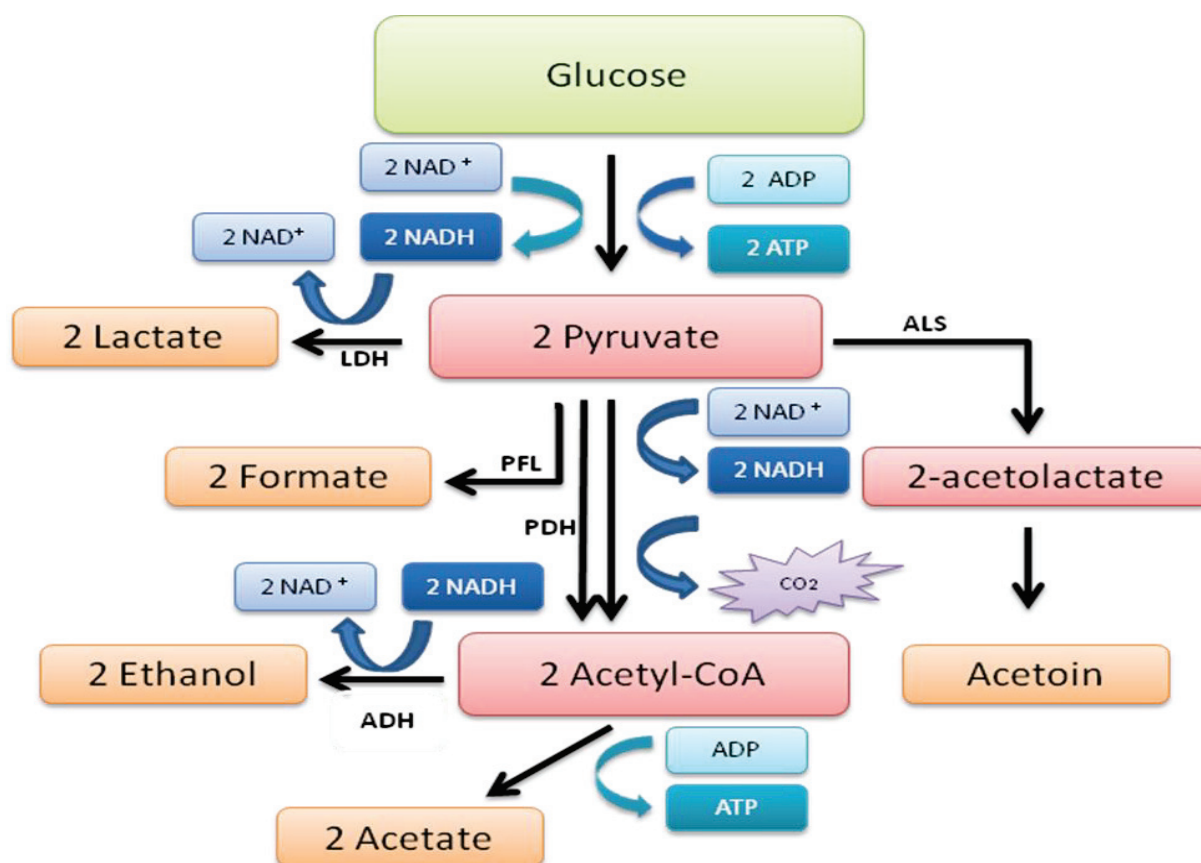 Glucose
2 NAD +
2 ADP
2 NAD+
2 NADH
2 ATP
2 Lactate
LDH
2 Pyruvate
ALS
2 NAD +
2 Formate
PFL
2 NADH
2-acetolactate
PDH
CO2
2 NAD +
2 NADH
2 Ethanol
ADH
2 Acetyl-CoA
Acetoin
ADP
ATP
2 Acetate